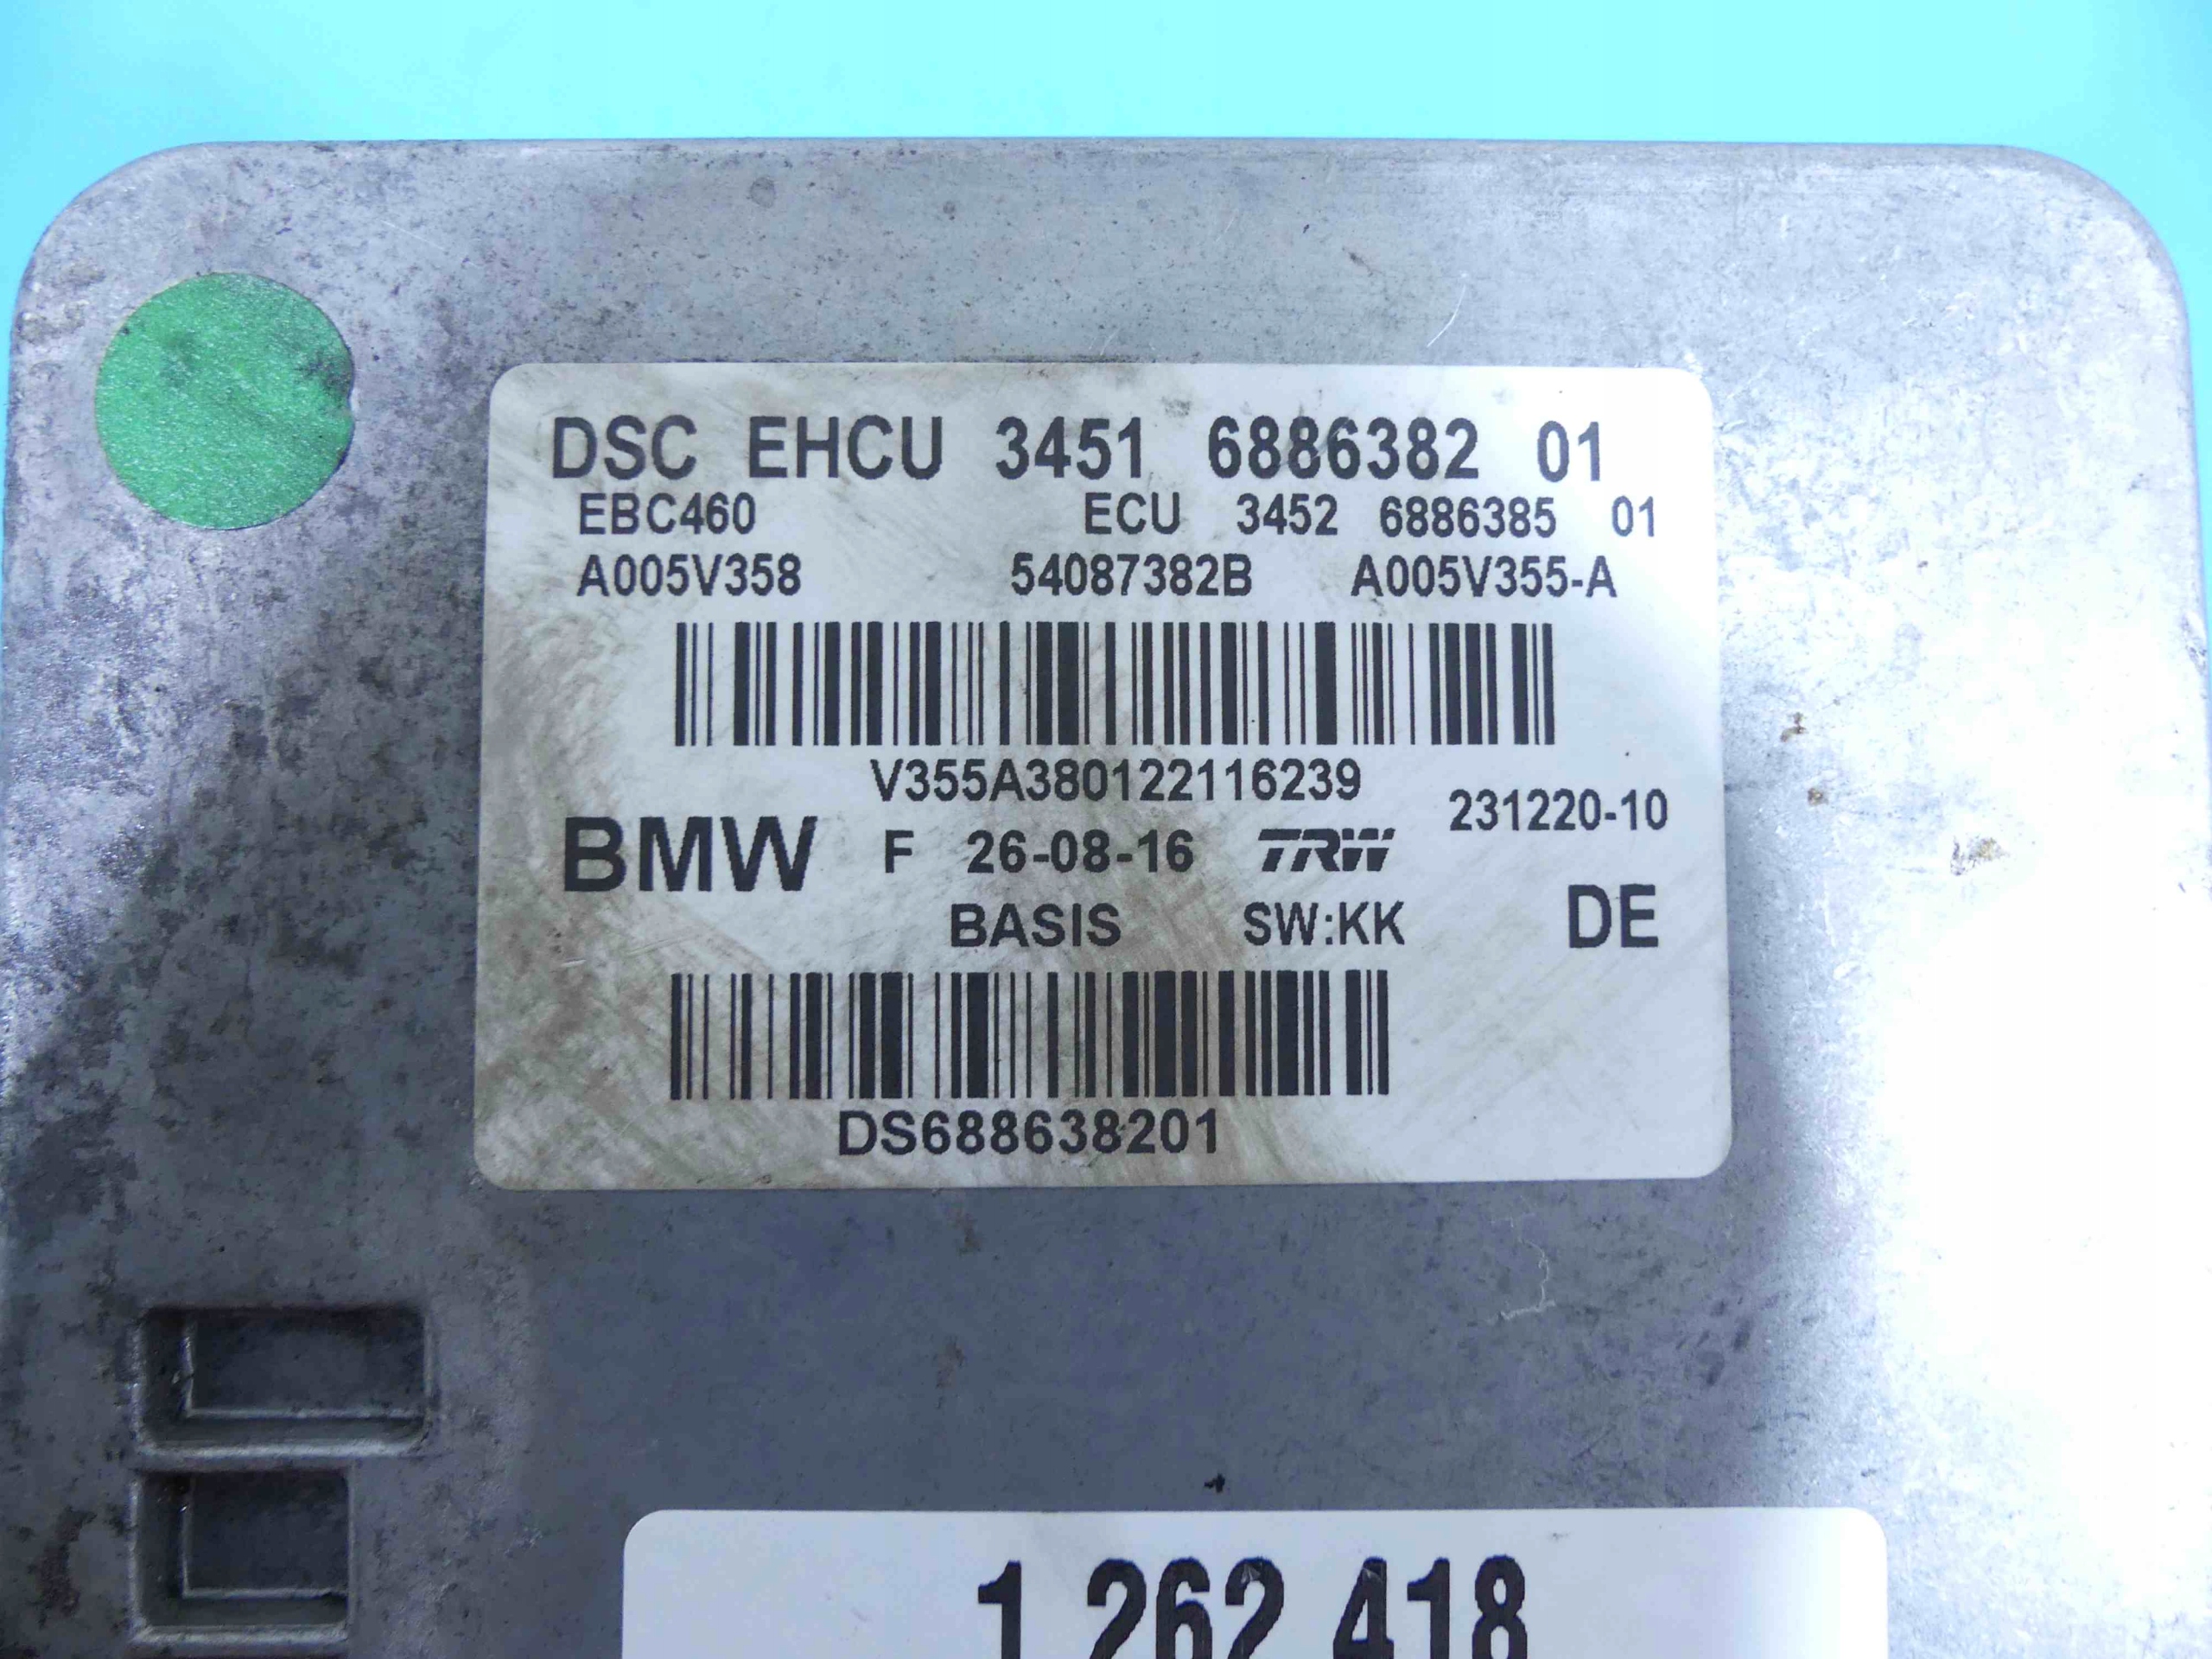 DSC EHCU 3451 6886382 01
EBC460 ECU 3452 6886385 01
A005V358 54087382B A005V355-A
V355A380122116239
231220-10
BMW F 26-08-16 TRW
BASIS SW:KK DE
DS688638201
1 262 418